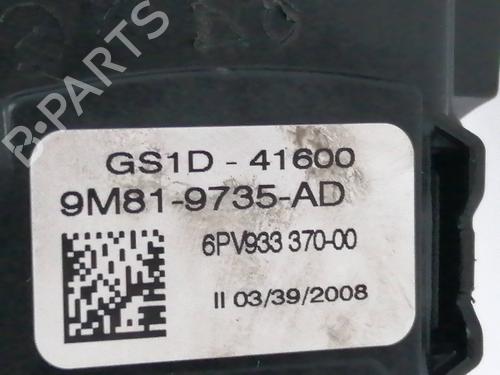 B-PARTS
GS1D - 41600
9M81-9735-AD
6PV933 370-00
II 03/39/2008